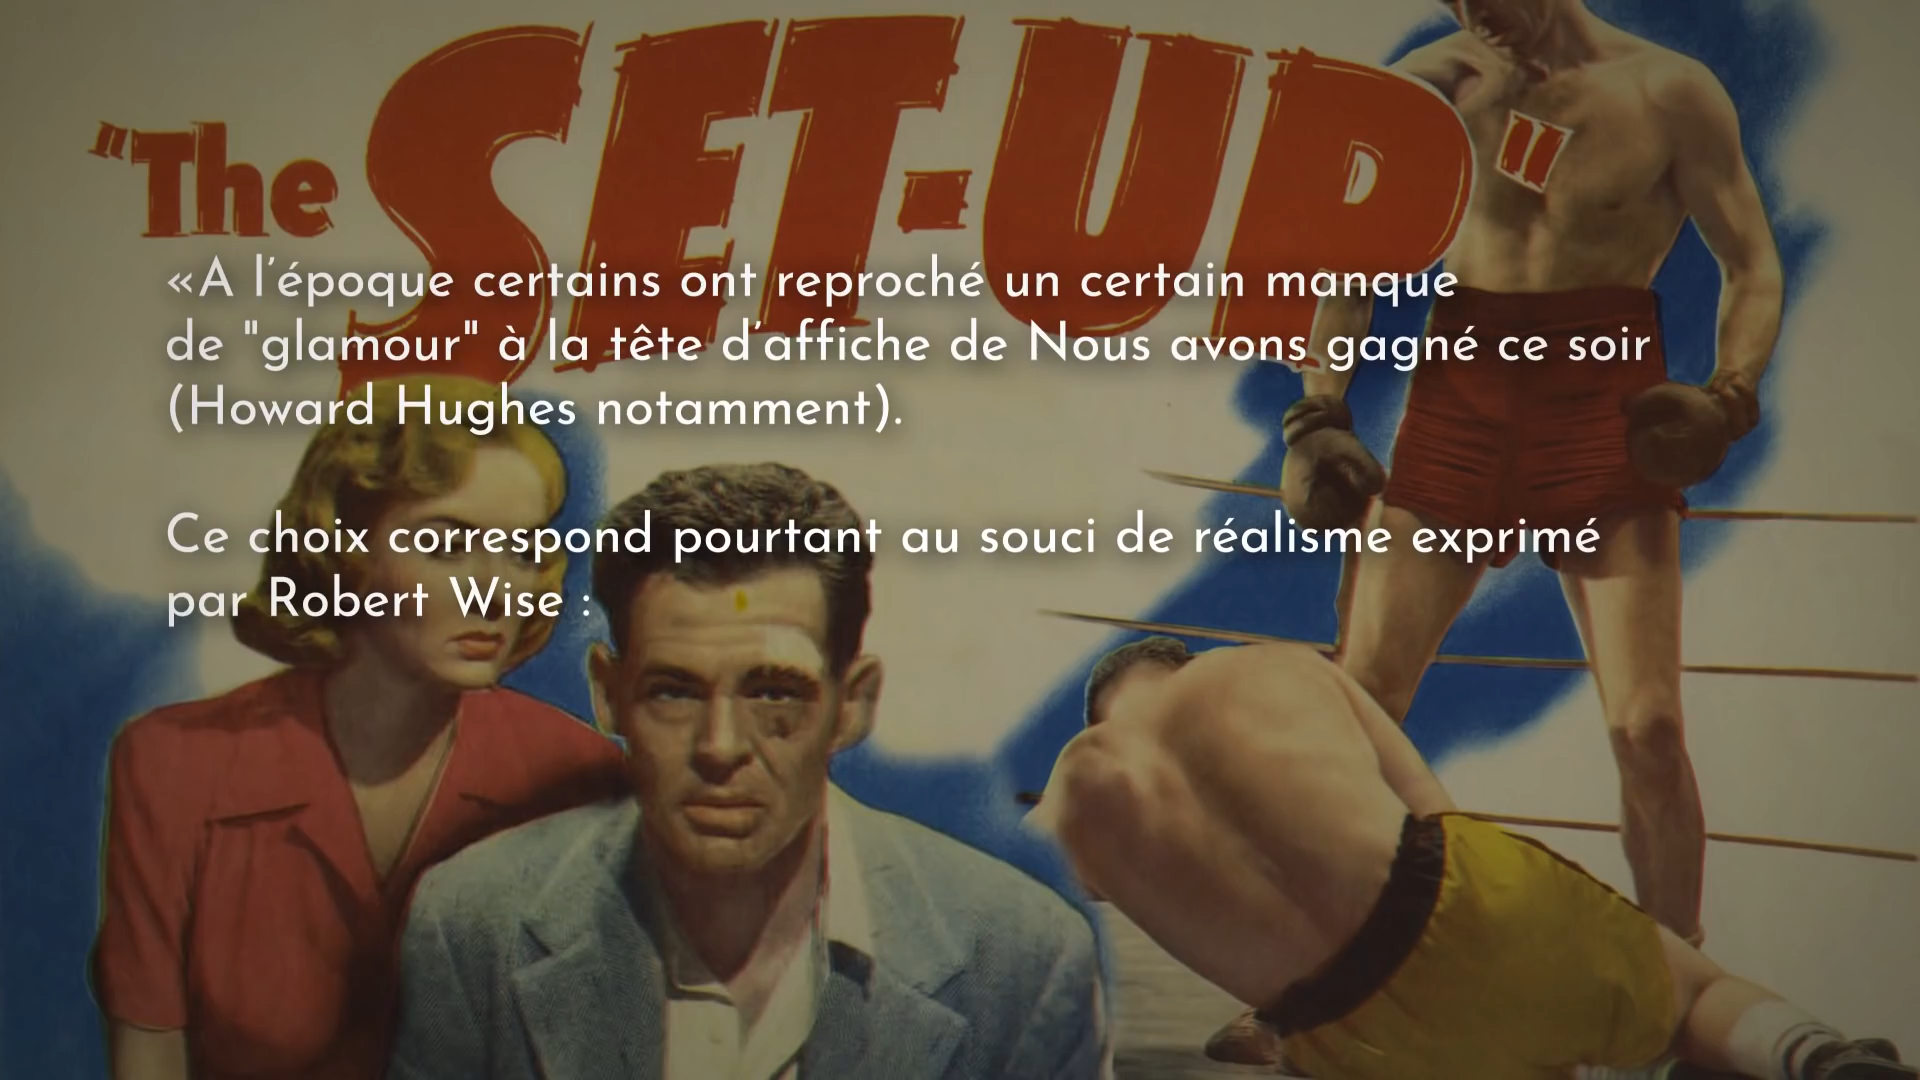 "The SET-UP"
«A l'époque certains ont reproché un certain manque
de "glamour" à la tête d'affiche de Nous avons gagné ce soir
(Howard Hughes notamment).
Ce choix correspond pourtant au souci de réalisme exprimé
par Robert Wise :